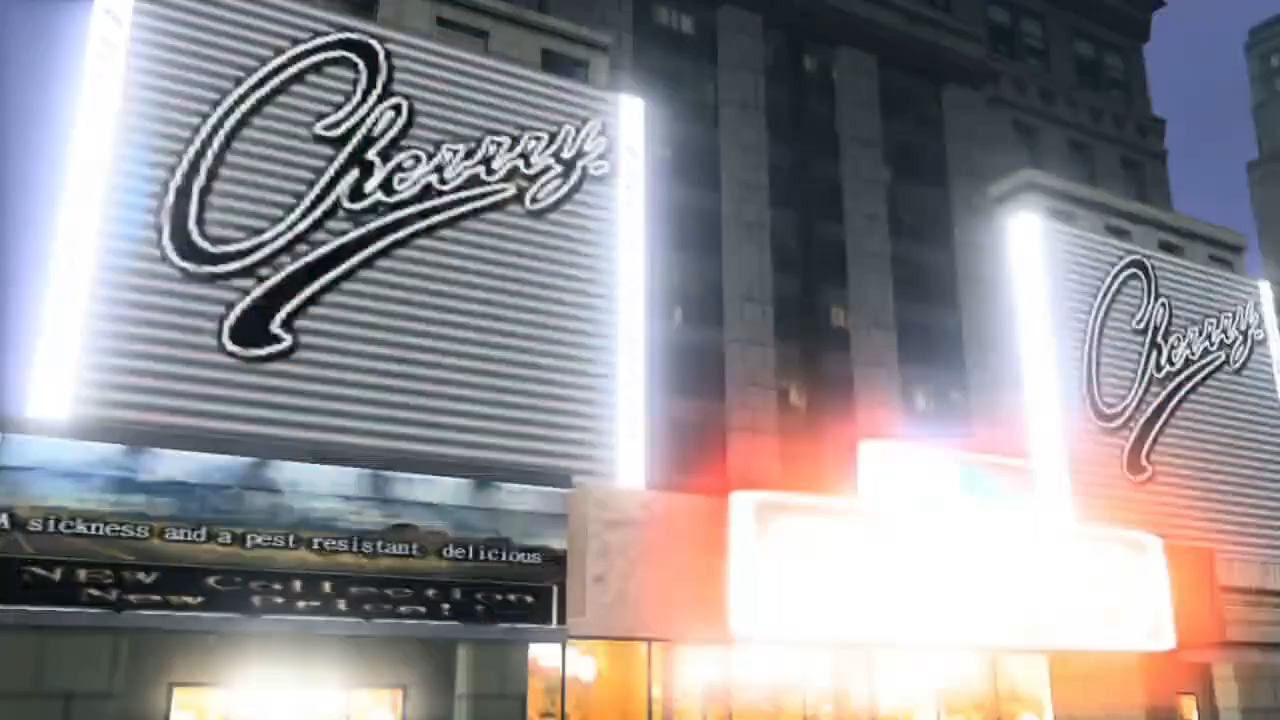 Cherry.
A sickness and a pest resistant delicious
NEW Collection
New Price!!
Cherry.